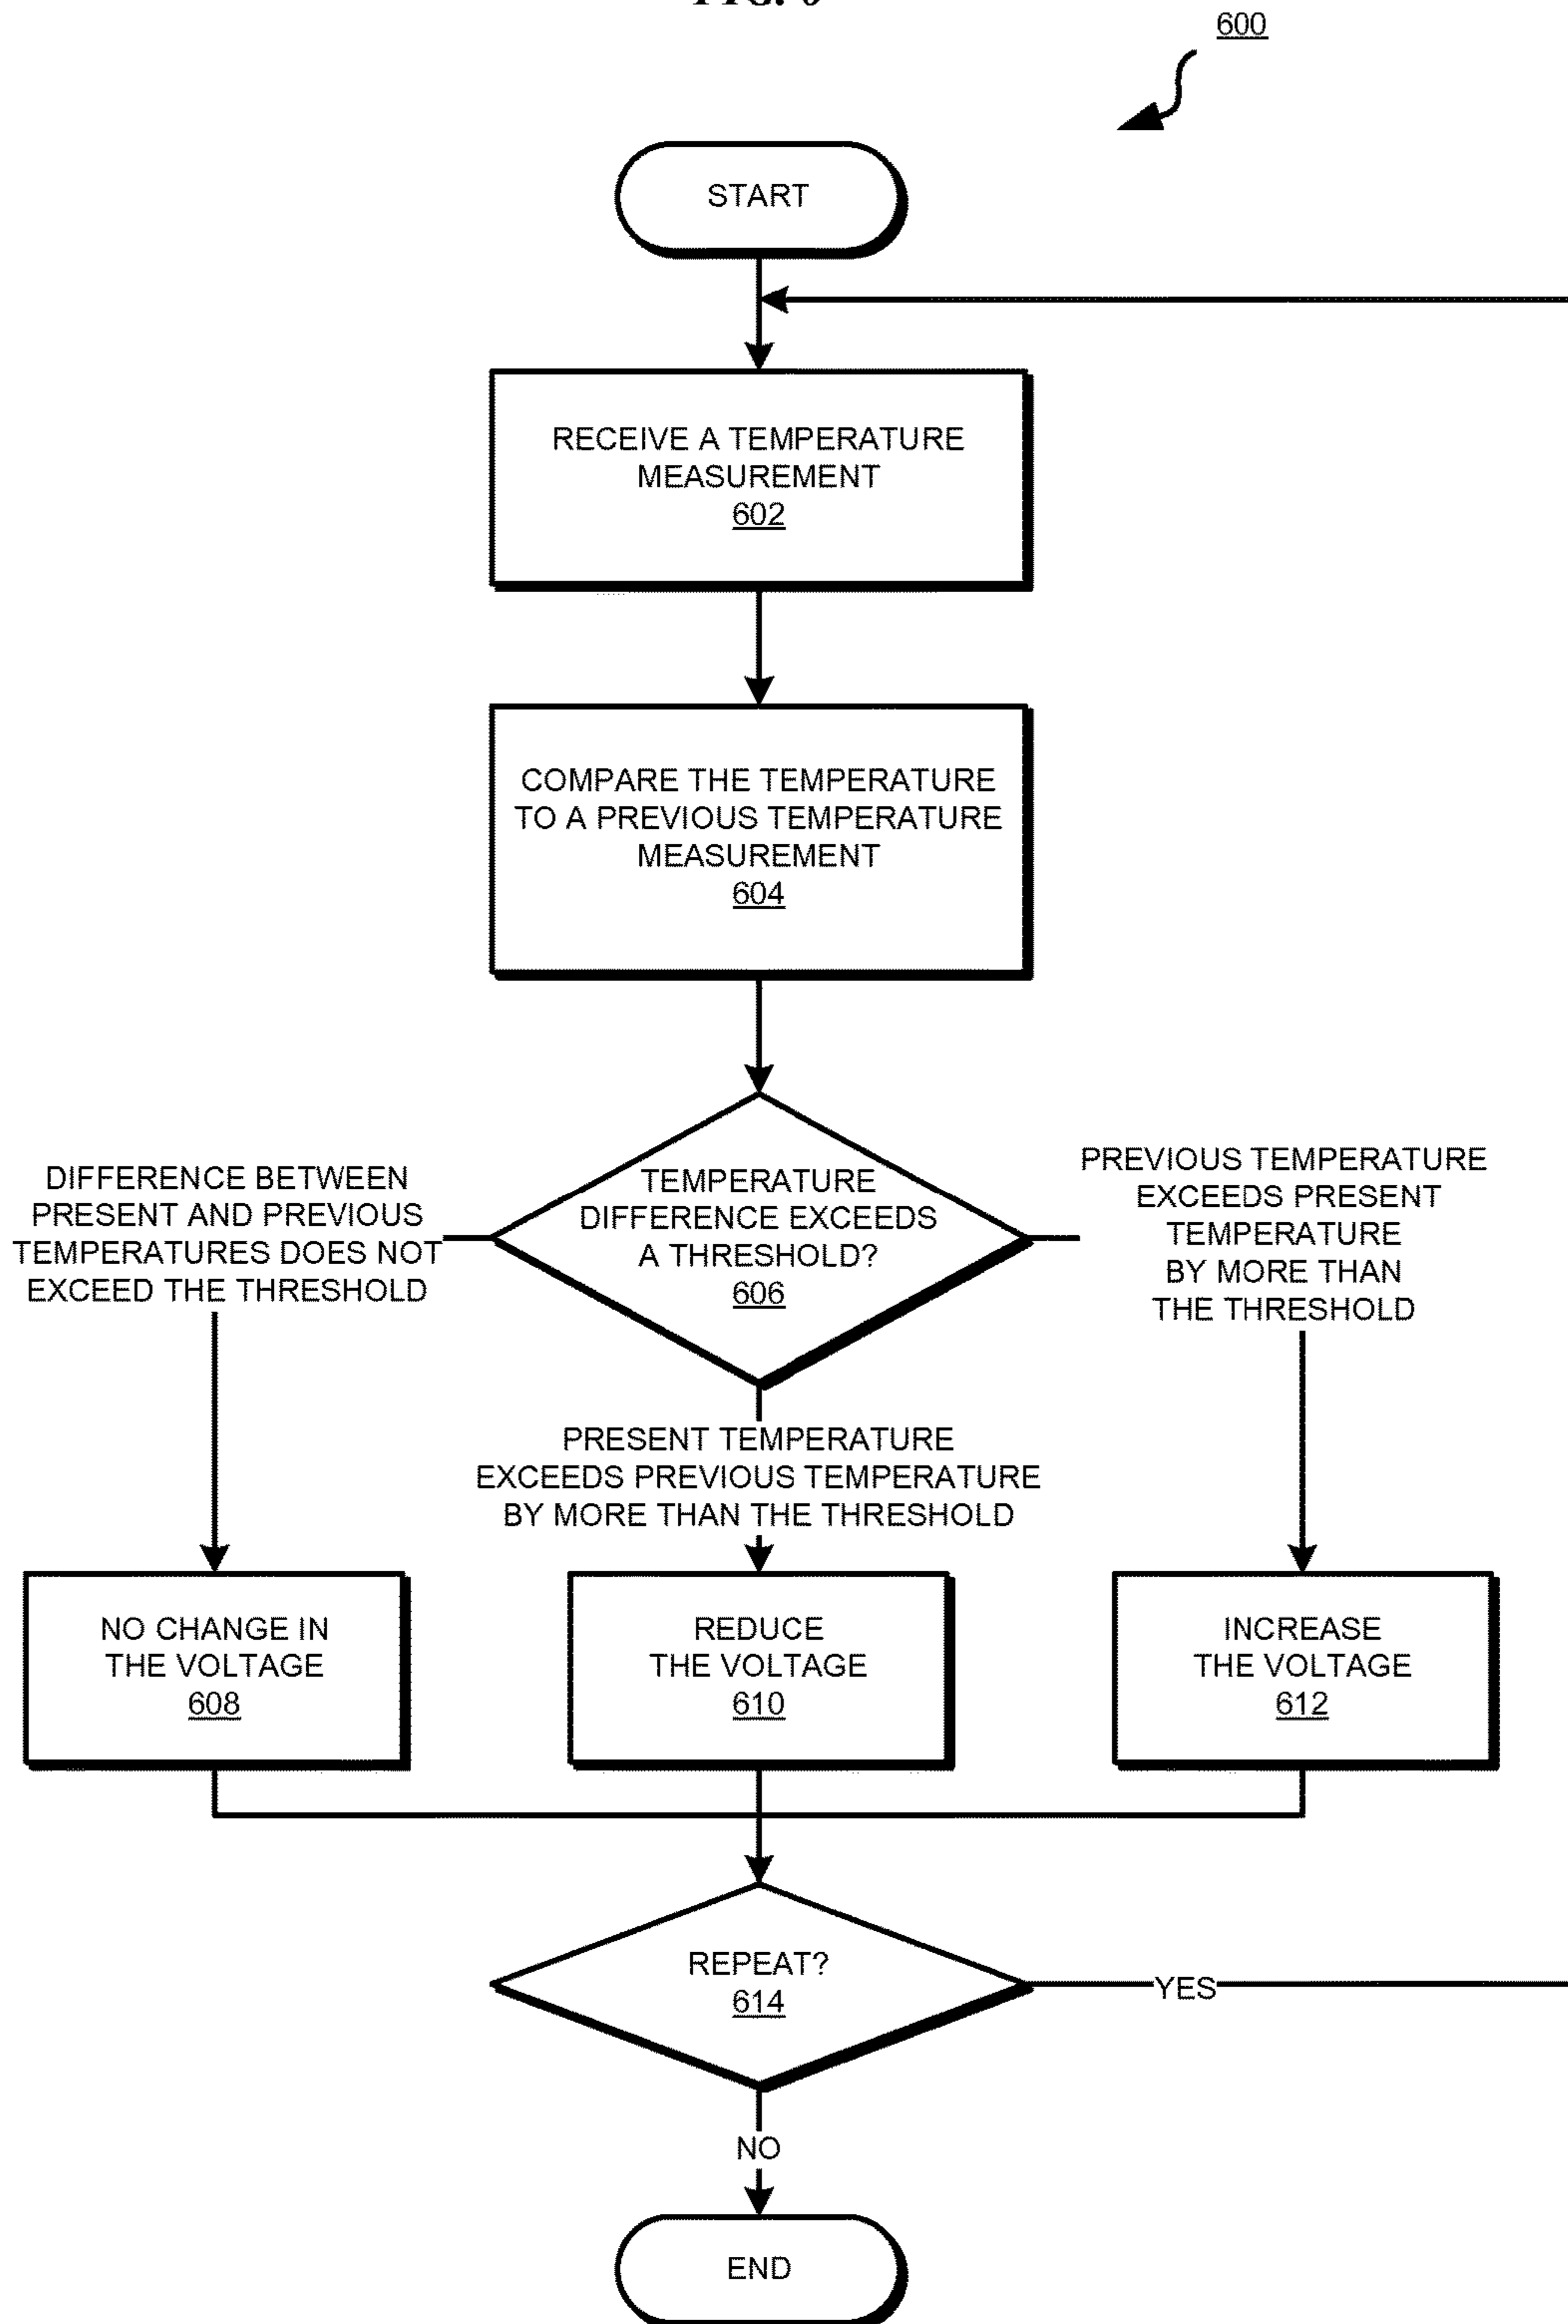 600
START
RECEIVE A TEMPERATURE
MEASUREMENT
602
COMPARE THE TEMPERATURE
TO A PREVIOUS TEMPERATURE
MEASUREMENT
604
TEMPERATURE
DIFFERENCE EXCEEDS
A THRESHOLD?
606
DIFFERENCE BETWEEN
PRESENT AND PREVIOUS
TEMPERATURES DOES NOT
EXCEED THE THRESHOLD
PRESENT TEMPERATURE
EXCEEDS PREVIOUS TEMPERATURE
BY MORE THAN THE THRESHOLD
PREVIOUS TEMPERATURE
EXCEEDS PRESENT
TEMPERATURE
BY MORE THAN
THE THRESHOLD
NO CHANGE IN
THE VOLTAGE
608
REDUCE
THE VOLTAGE
610
INCREASE
THE VOLTAGE
612
REPEAT?
614
YES
NO
END